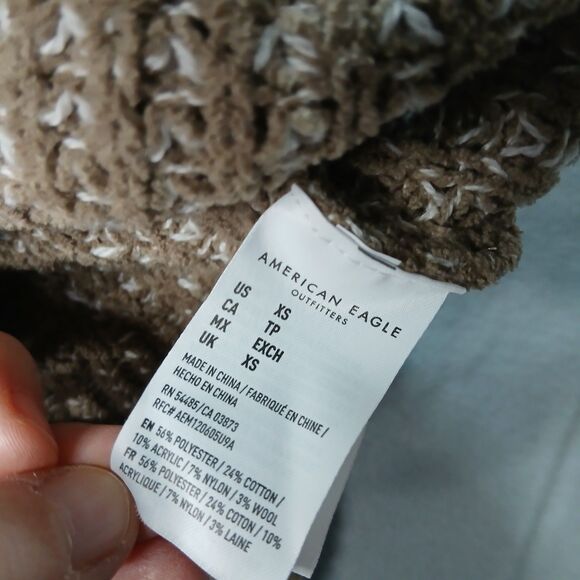 AMERICAN EAGLE
OUTFITTERS
US XS
CA TP
MX EXCH
UK XS
MADE IN CHINA / FABRIQUÉ EN CHINE /
HECHO EN CHINA
RN 54485/CA 03873
RFC# AEM120605U9A
EN 56% POLYESTER / 24% COTTON /
10% ACRYLIC / 7% NYLON / 3% WOOL
FR 56% POLYESTER / 24% COTON / 10%
ACRYLIQUE / 7% NYLON / 3% LAINE